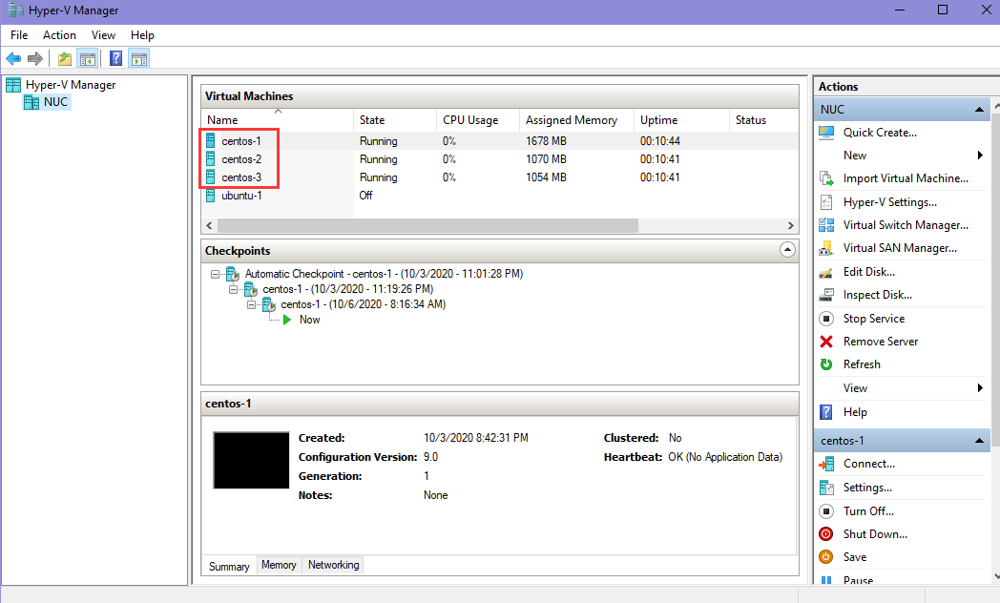 Hyper-V Manager
File Action View Help
Hyper-V Manager
NUC
Virtual Machines
Name State CPU Usage Assigned Memory Uptime Status
centos-1 Running 0% 1678 MB 00:10:44
centos-2 Running 0% 1070 MB 00:10:41
centos-3 Running 0% 1054 MB 00:10:41
ubuntu-1 Off
Checkpoints
Automatic Checkpoint - centos-1 - (10/3/2020 - 11:01:28 PM)
centos-1 - (10/3/2020 - 11:19:26 PM)
centos-1 - (10/6/2020 - 8:16:34 AM)
Now
centos-1
Created: 10/3/2020 8:42:31 PM Clustered: No
Configuration Version: 9.0 Heartbeat: OK (No Application Data)
Generation: 1
Notes: None
Summary Memory Networking
Actions
NUC
Quick Create...
New
Import Virtual Machine...
Hyper-V Settings...
Virtual Switch Manager...
Virtual SAN Manager...
Edit Disk...
Inspect Disk...
Stop Service
Remove Server
Refresh
View
Help
centos-1
Connect...
Settings...
Turn Off...
Shut Down...
Save
Pause